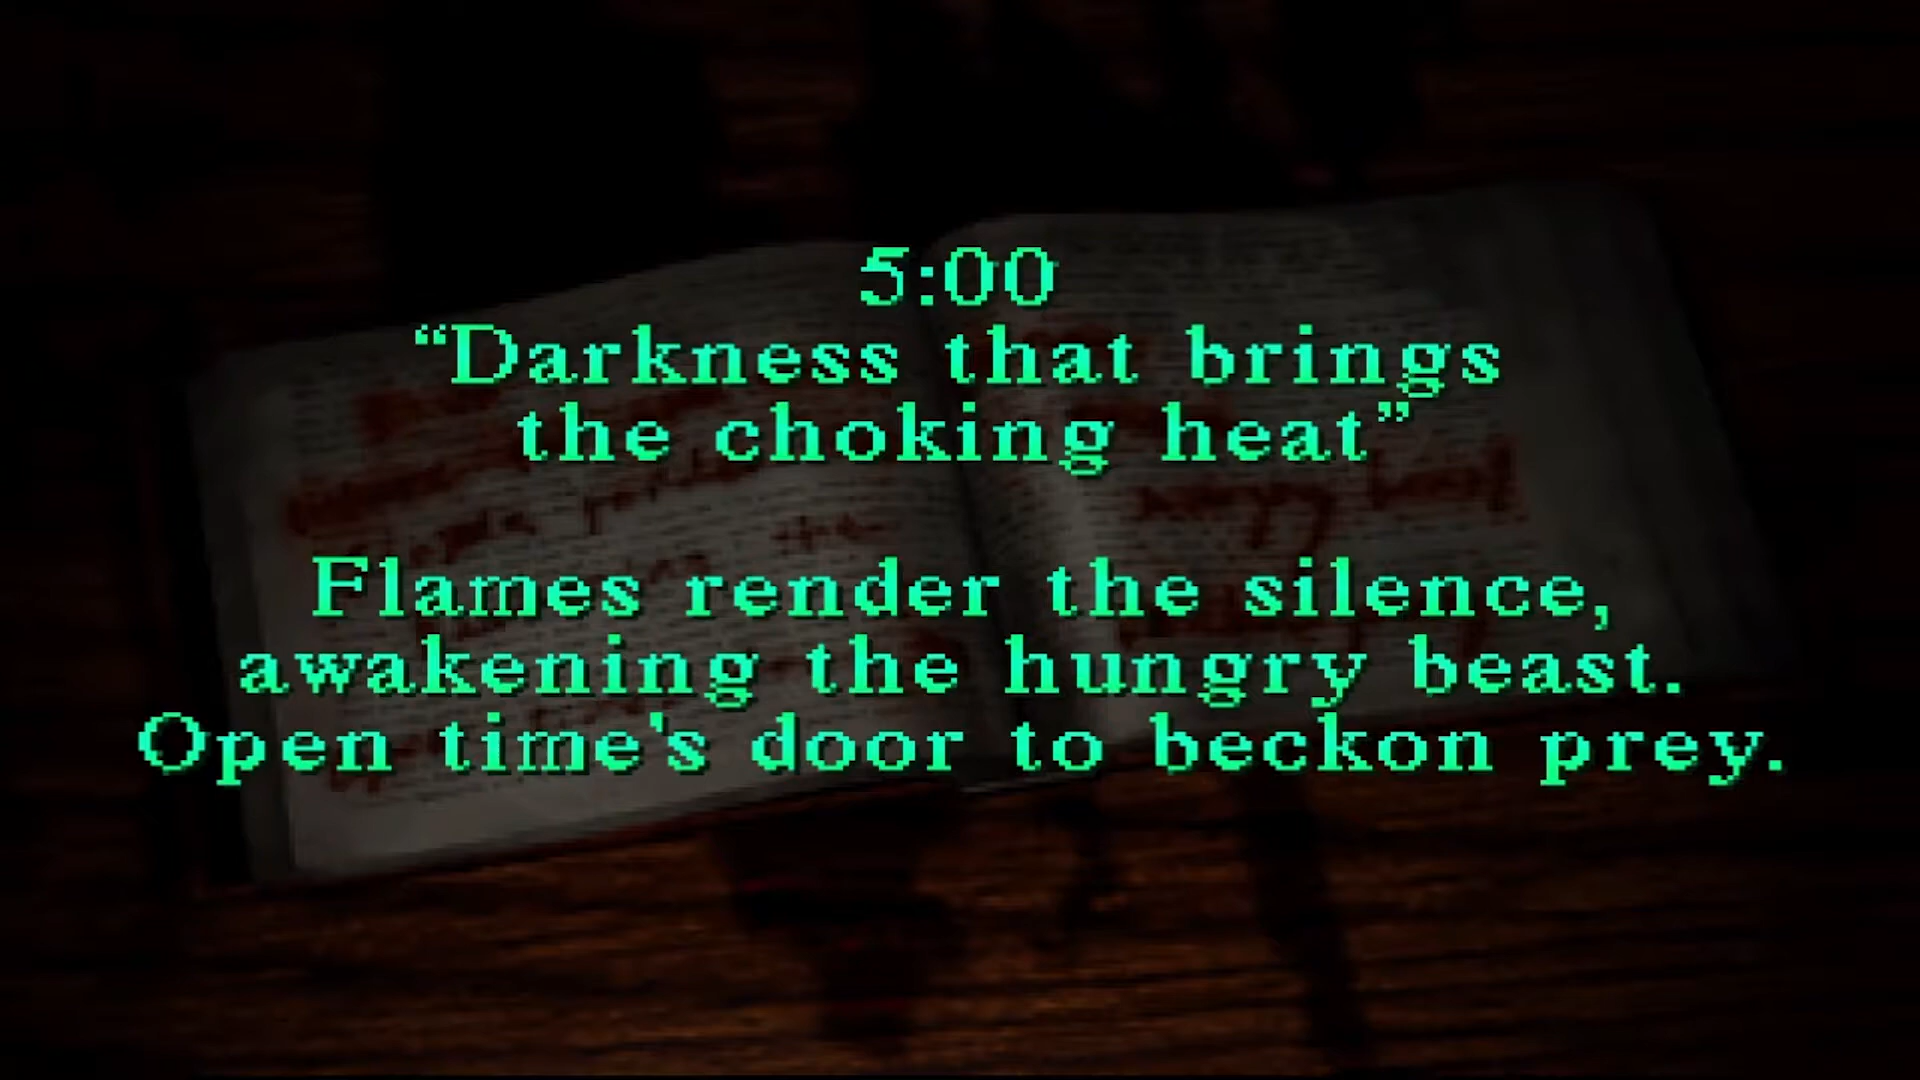 5:00
“Darkness that brings
the choking heat”
Flames render the silence,
awakening the hungry beast.
Open time's door to beckon prey.